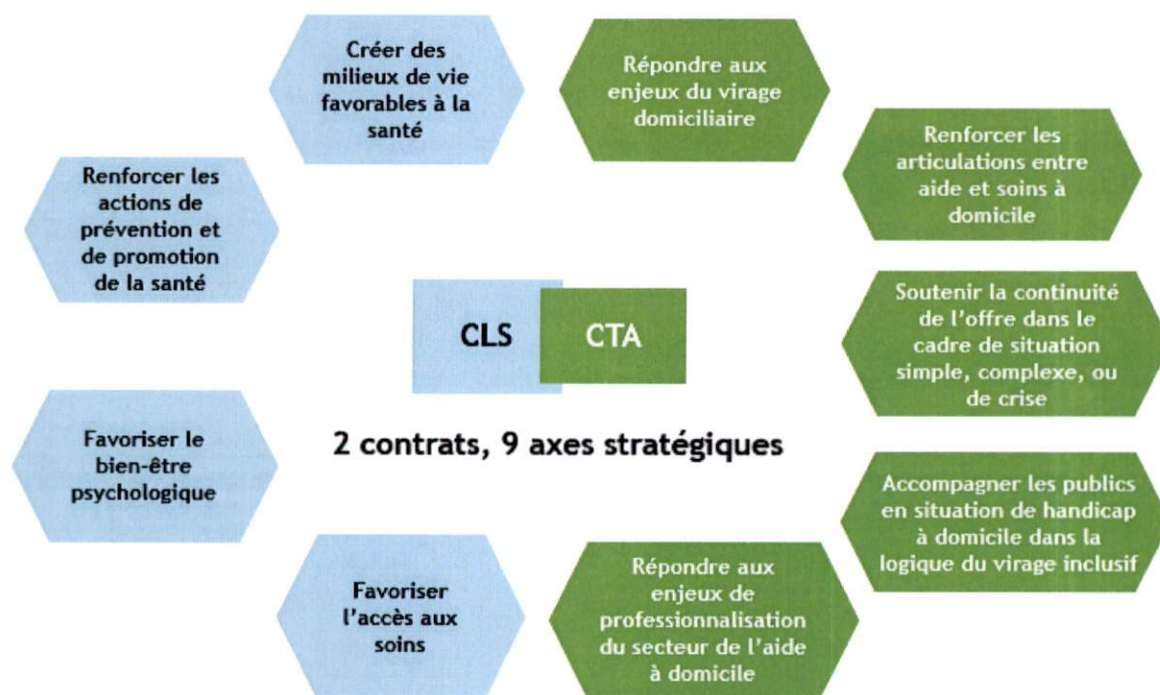 Créer des
milieux de vie
favorables à la
santé
Répondre aux
enjeux du virage
domiciliaire
Renforcer les
articulations entre
aide et soins à
domicile
Renforcer les
actions de
prévention et
de promotion
de la santé
Soutenir la continuité
de l'offre dans le
cadre de situation
simple, complexe, ou
de crise
CLS
CTA
2 contrats, 9 axes stratégiques
Favoriser le
bien-être
psychologique
Accompagner les publics
en situation de handicap
à domicile dans la
logique du virage inclusif
Favoriser
l'accès aux
soins
Répondre aux
enjeux de
professionnalisation
du secteur de l'aide
à domicile